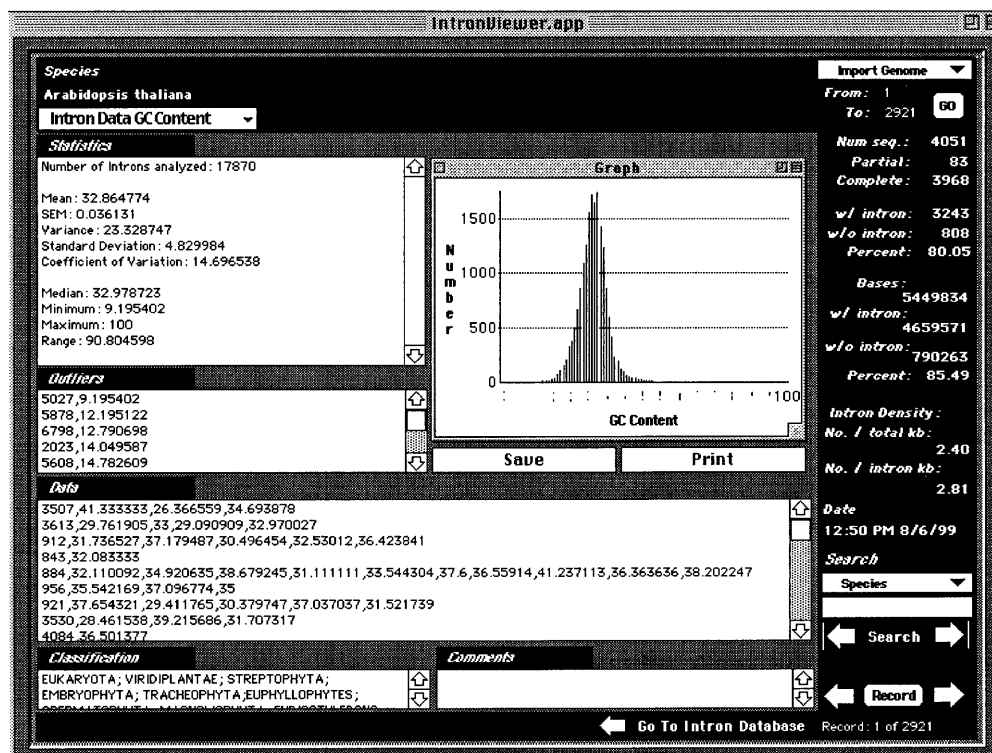 IntronViewer.app
Species
Arabidopsis thaliana
Intron Data GC Content
Statistics
Number of Introns analyzed: 17870
Mean: 32.864774
SEM: 0.036131
Variance: 23.328747
Standard Deviation: 4.829984
Coefficient of Variation: 14.696538
Median: 32.978723
Minimum: 9.195402
Maximum: 100
Range: 90.804598
Outliers
5027,9.195402
5878,12.195122
6798,12.790698
2023,14.049587
5608,14.782609
Graph
Number
1500
1000
500
0
100
GC Content
Save
Print
Data
3507,41.333333,26.366559,34.693878
3613,29.761905,33,29.090909,32.970027
912,31.736527,37.179487,30.496454,32.53012,36.423841
843,32.083333
884,32.110092,34.920635,38.679245,31.111111,33.544304,37.6,36.55914,41.237113,36.363636,38.202247
956,35.542169,37.096774,35
921,37.654321,29.411765,30.379747,37.037037,31.521739
3530,28.461538,39.215686,31.707317
4084,36.501377
Classification
EUKARYOTA; VIRIDIPLANTAE; STREPTOPHYTA;
EMBRYOPHYTA; TRACHEOPHYTA;EUPHYLLOPHYTES;
Comments
Go To Intron Database
Import Genome
From: 1
To: 2921
GO
Num seq.: 4051
Partial: 83
Complete: 3968
w/ intron: 3243
w/o intron: 808
Percent: 80.05
Bases:
5449834
w/ intron:
4659571
w/o intron:
790263
Percent: 85.49
Intron Density:
No. / total kb:
2.40
No. / intron kb:
2.81
Date
12:50 PM 8/6/99
Search
Species
Search
Record
Record: 1 of 2921